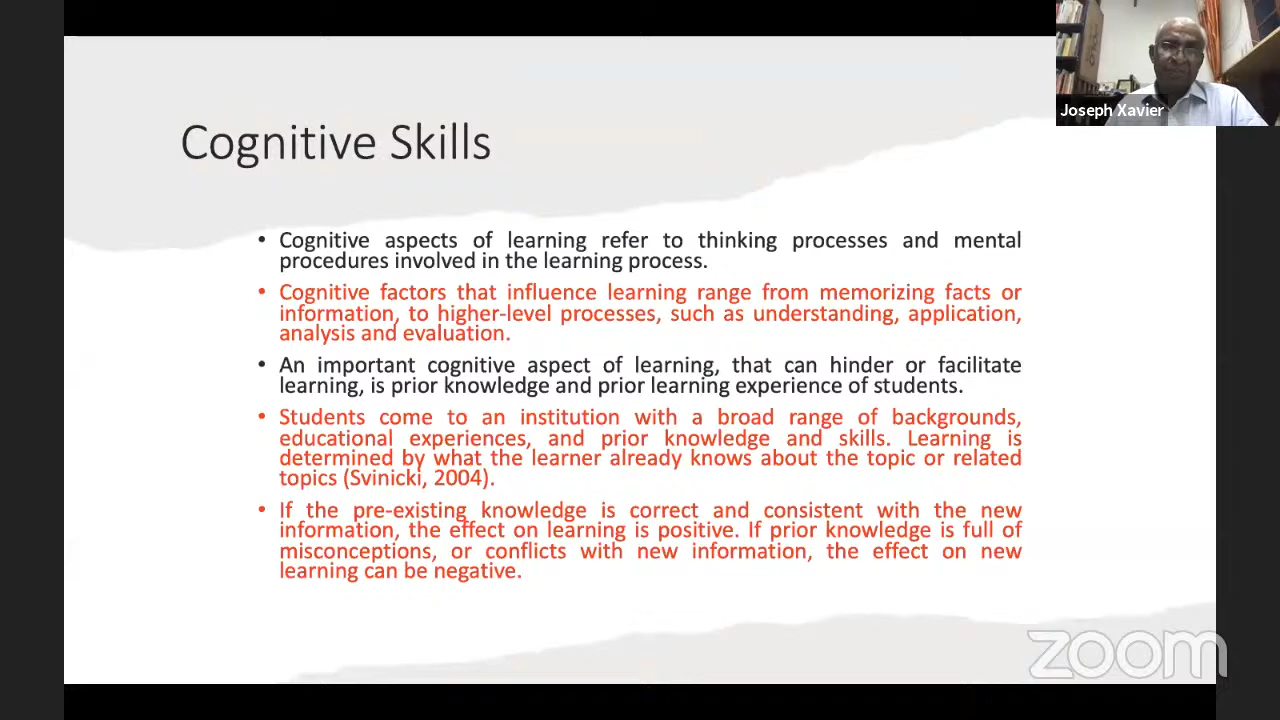 Joseph Xavier
Cognitive Skills
• Cognitive aspects of learning refer to thinking processes and mental
procedures involved in the learning process.
• Cognitive factors that influence learning range from memorizing facts or
information, to higher-level processes, such as understanding, application,
analysis and evaluation.
• An important cognitive aspect of learning, that can hinder or facilitate
learning, is prior knowledge and prior learning experience of students.
• Students come to an institution with a broad range of backgrounds,
educational experiences, and prior knowledge and skills. Learning is
determined by what the learner already knows about the topic or related
topics (Svinicki, 2004).
• If the pre-existing knowledge is correct and consistent with the new
information, the effect on learning is positive. If prior knowledge is full of
misconceptions, or conflicts with new information, the effect on new
learning can be negative.
zoom